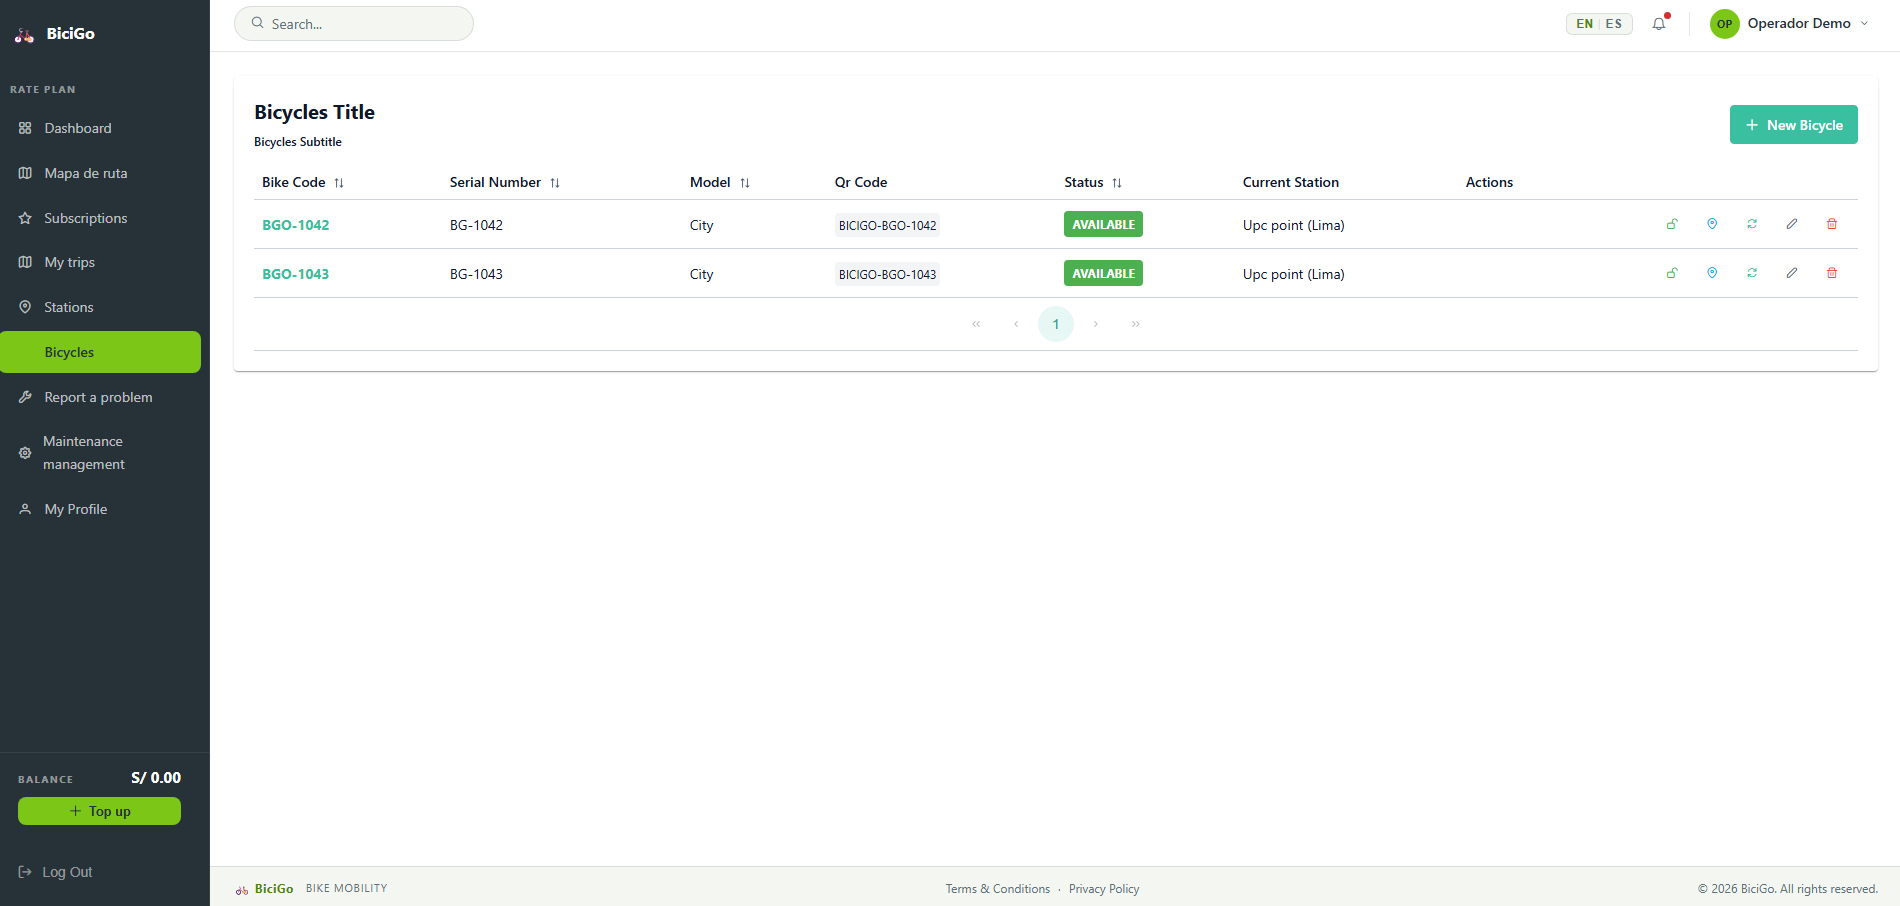 BiciGo
Search...
EN | ES
OP
Operador Demo
RATE PLAN
Dashboard
Mapa de ruta
Subscriptions
My trips
Stations
Bicycles
Report a problem
Maintenance
management
My Profile
BALANCE S/ 0.00
+ Top up
Log Out
Bicycles Title
Bicycles Subtitle
+ New Bicycle
Bike Code Serial Number Model Qr Code Status Current Station Actions
BGO-1042 BG-1042 City BICIGO-BGO-1042 AVAILABLE Upc point (Lima)
BGO-1043 BG-1043 City BICIGO-BGO-1043 AVAILABLE Upc point (Lima)
« ‹ 1 › »
BiciGo BIKE MOBILITY
Terms & Conditions · Privacy Policy
© 2026 BiciGo. All rights reserved.